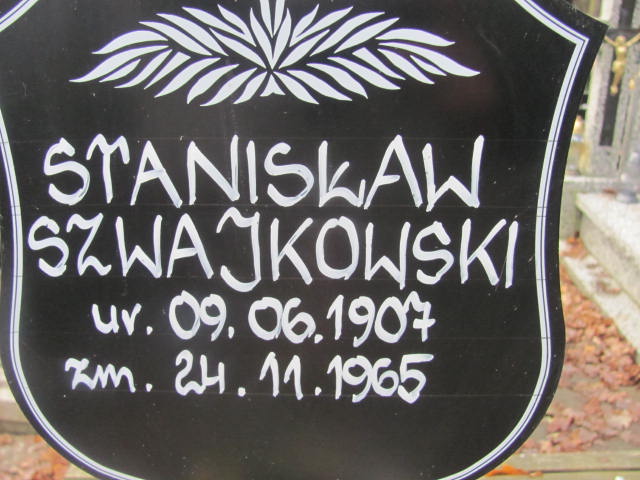 STANISŁAW
SZWAJKOWSKI
ur. 09.06.1907
zm. 24.11.1965